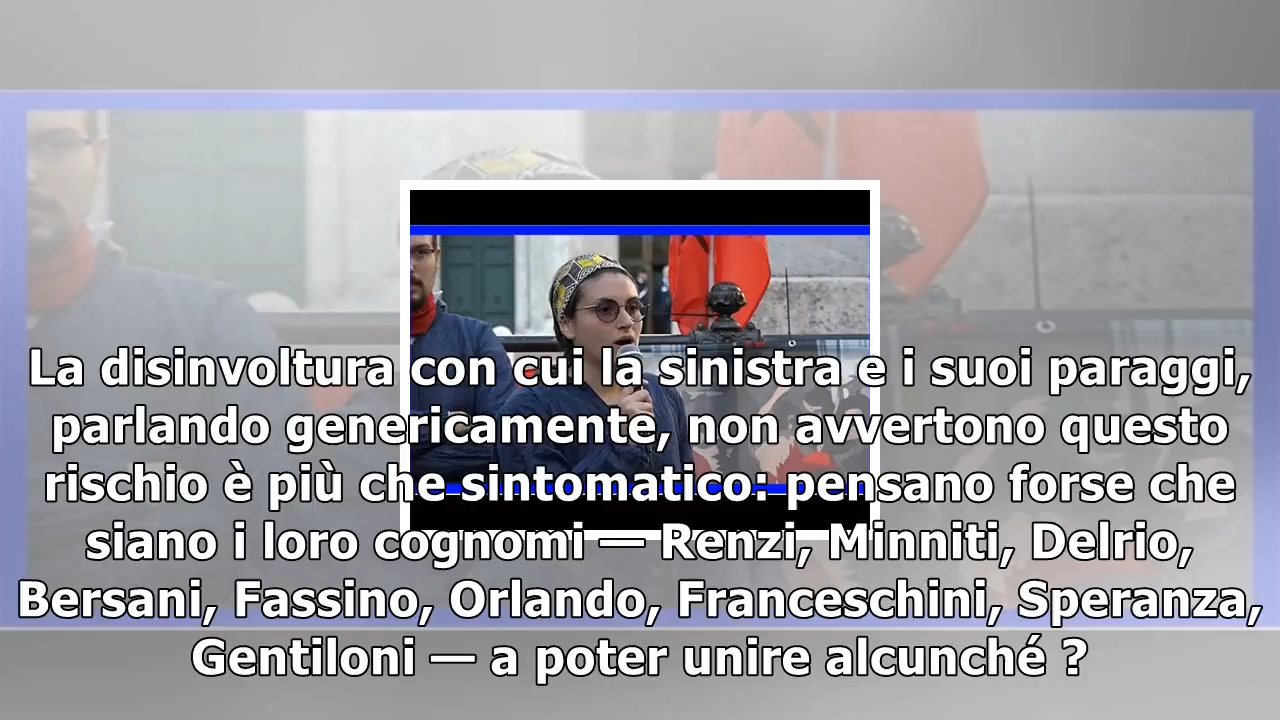 La disinvoltura con cui la sinistra e i suoi paraggi,
parlando genericamente, non avvertono questo
rischio è più che sintomatico: pensano forse che
siano i loro cognomi — Renzi, Minniti, Delrio,
Bersani, Fassino, Orlando, Franceschini, Speranza,
Gentiloni — a poter unire alcunché ?